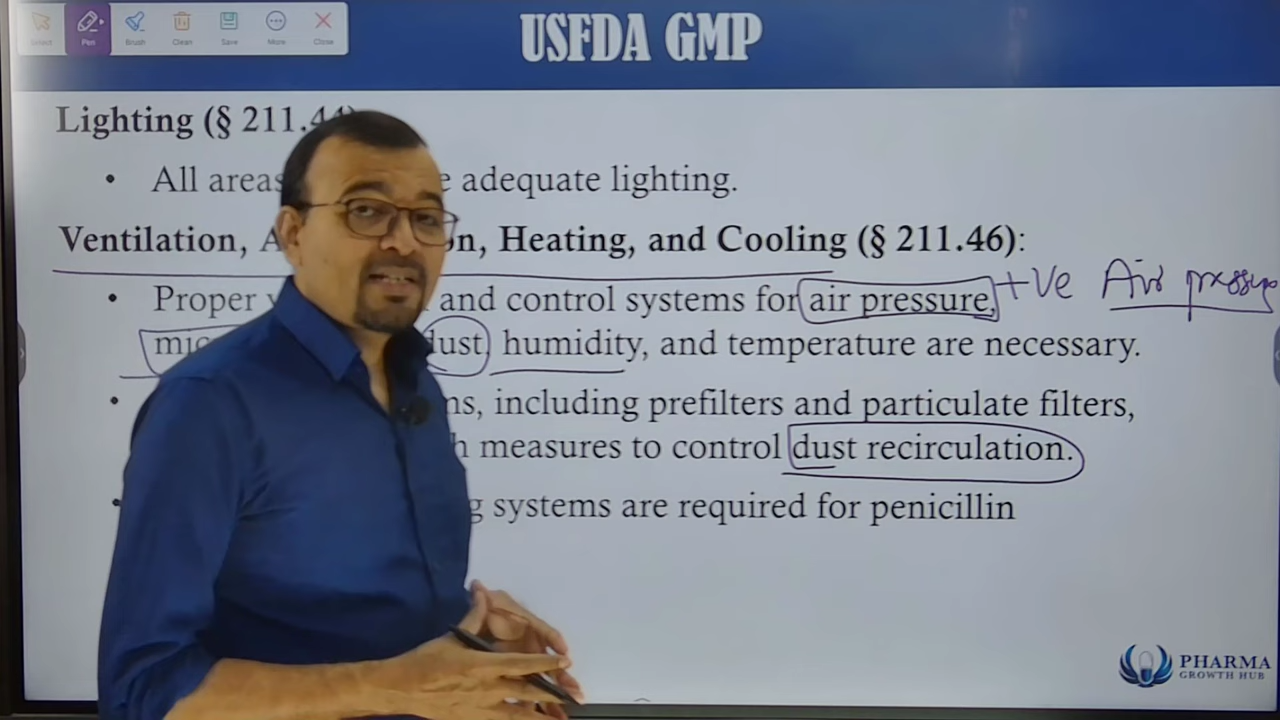 USFDA GMP
Select Pen Brush Clean Save More Close
Lighting (§ 211.44)
All areas adequate lighting.
Ventilation, Heating, and Cooling (§ 211.46):
Proper and control systems for air pressure, +ve Air pressure
dust, humidity, and temperature are necessary.
including prefilters and particulate filters,
measures to control dust recirculation.
systems are required for penicillin
PHARMA
GROWTH HUB